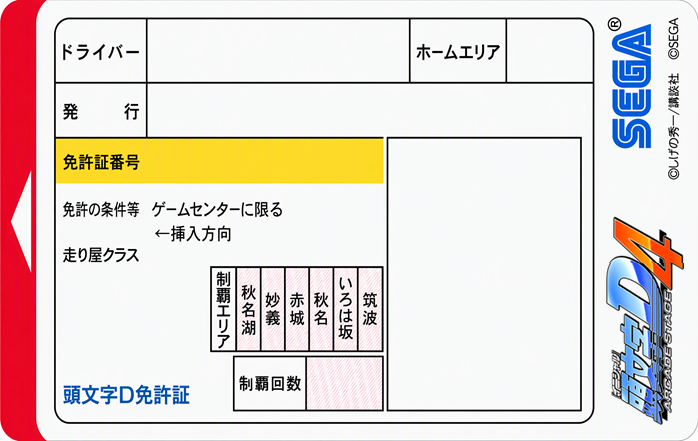 ドライバー
ホームエリア
発 行
免許証番号
免許の条件等 ゲームセンターに限る
←挿入方向
走り屋クラス
制覇エリア
秋名湖
妙義
赤城
秋名
いろは坂
筑波
制覇回数
頭文字D免許証
SEGA®
©しげの秀一/講談社 ©SEGA
頭文字D4
ARCADE STAGE